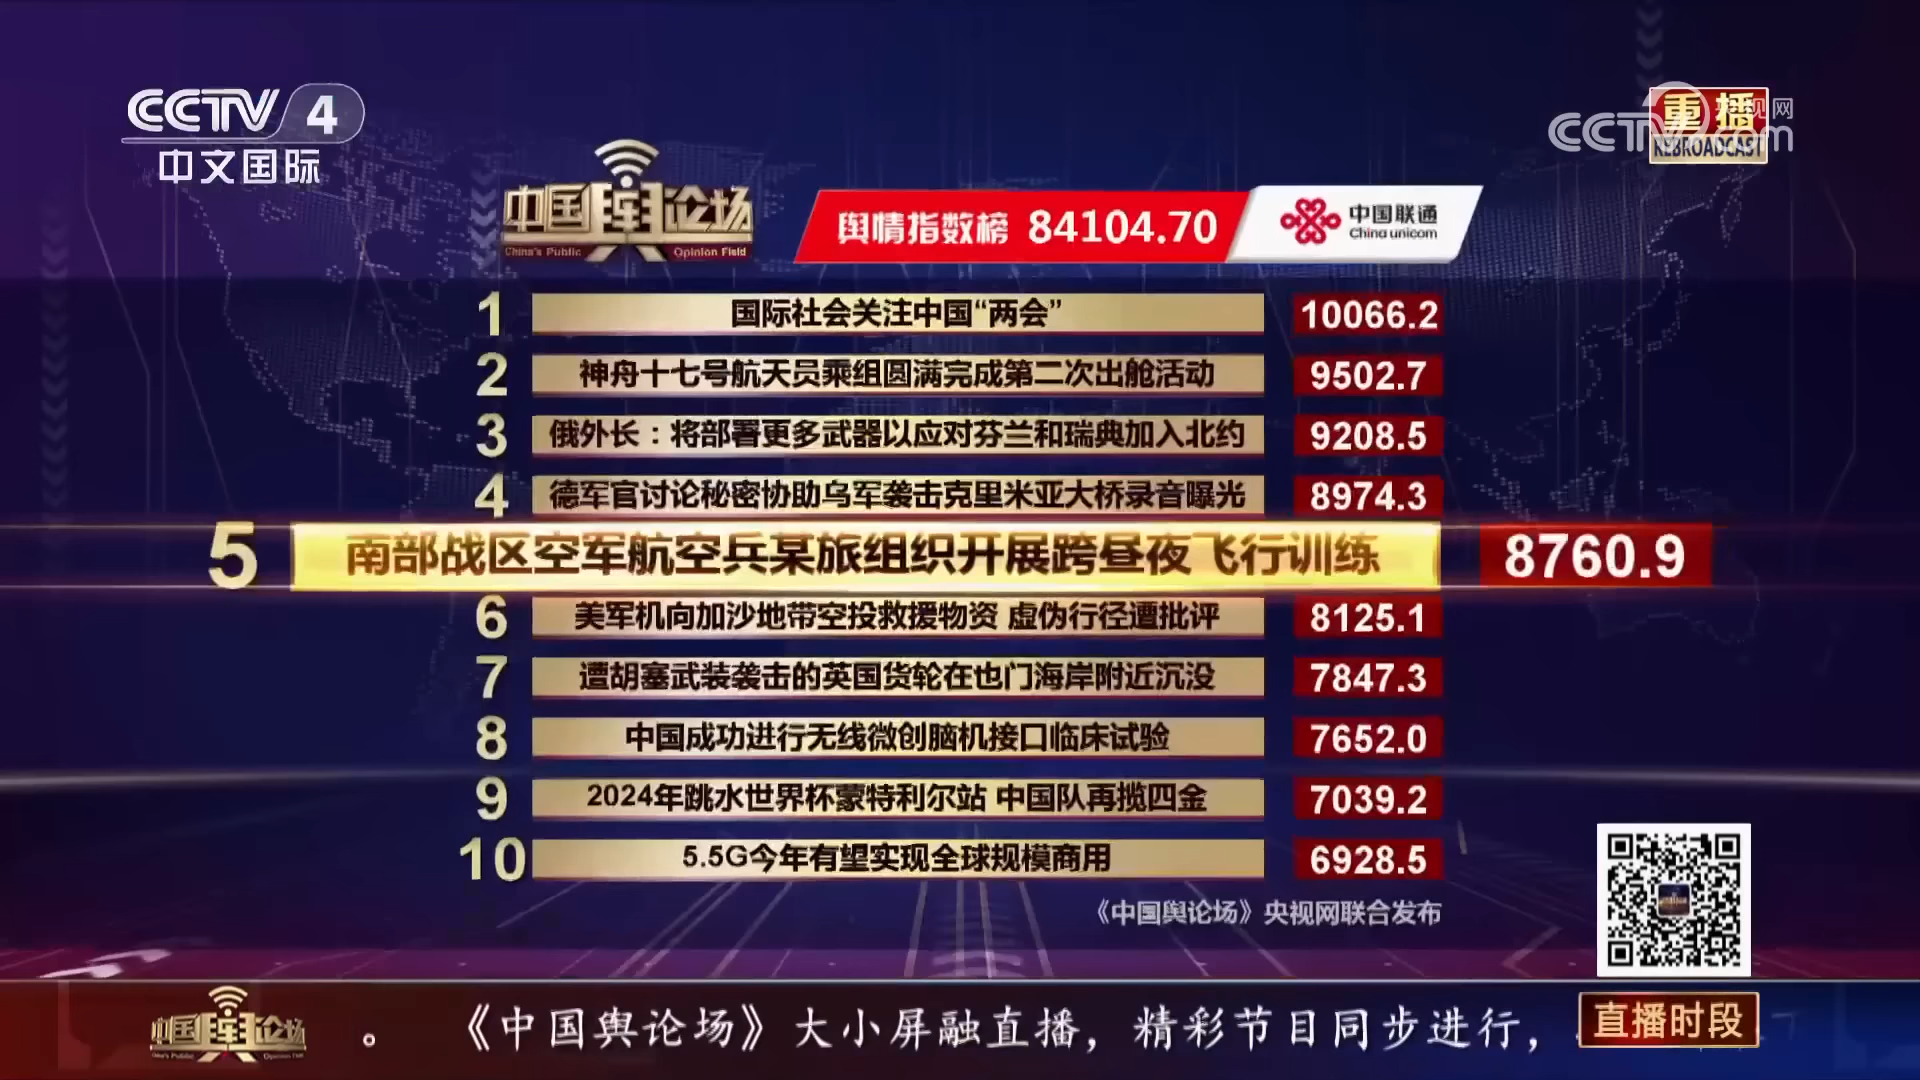 CCTV 4
中文国际
CCTV.com 央视网
重播
REBROADCAST
中国舆论场
China's Public Opinion Field
舆情指数榜 84104.70
中国联通
China unicom
1 国际社会关注中国“两会” 10066.2
2 神舟十七号航天员乘组圆满完成第二次出舱活动 9502.7
3 俄外长：将部署更多武器以应对芬兰和瑞典加入北约 9208.5
4 德军官讨论秘密协助乌军袭击克里米亚大桥录音曝光 8974.3
5 南部战区空军航空兵某旅组织开展跨昼夜飞行训练 8760.9
6 美军机向加沙地带空投救援物资 虚伪行径遭批评 8125.1
7 遭胡塞武装袭击的英国货轮在也门海岸附近沉没 7847.3
8 中国成功进行无线微创脑机接口临床试验 7652.0
9 2024年跳水世界杯蒙特利尔站 中国队再揽四金 7039.2
10 5.5G今年有望实现全球规模商用 6928.5
《中国舆论场》央视网联合发布
中国舆论场
China's Public Opinion Field
。 《中国舆论场》大小屏融直播，精彩节目同步进行，
直播时段